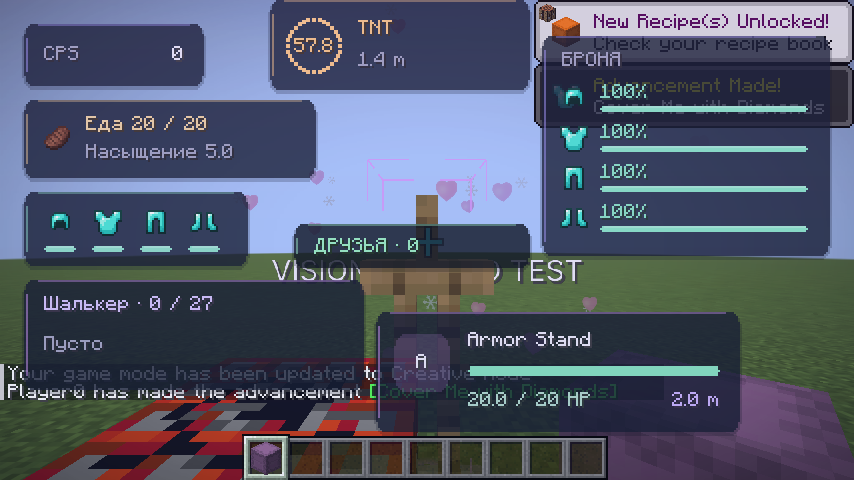 CPS 0
57.8
TNT
1.4 m
New Recipe(s) Unlocked!
Check your recipe book
БРОНЯ
Advancement Made!
Cover Me with Diamonds
100%
100%
100%
100%
Еда 20 / 20
Насыщение 5.0
ДРУЗЬЯ · 0
VISION TEST
Шалькер · 0 / 27
Пусто
Armor Stand
A
20.0 / 20 HP 2.0 m
Your game mode has been updated to Creative Mode
Player0 has made the advancement [Cover Me with Diamonds]